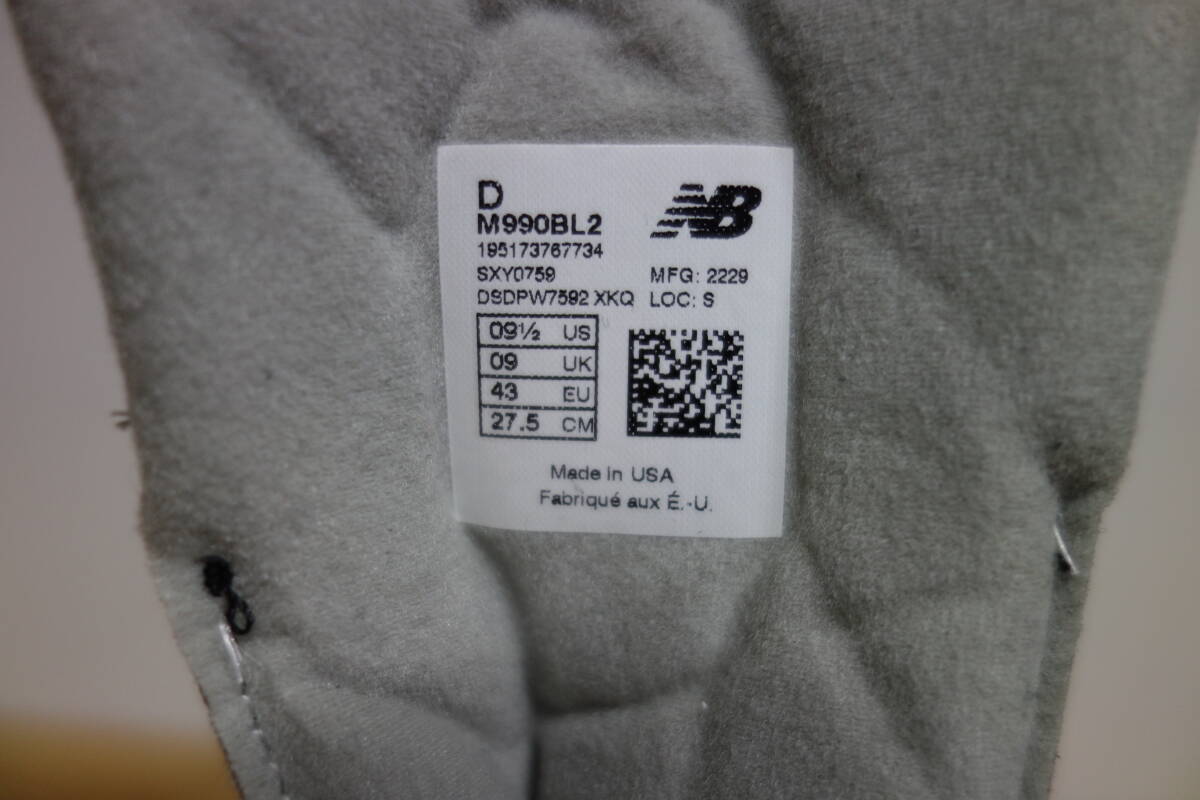 D
NB
M990BL2
195173767734
SXY0759 MFG: 2229
DSDPW7592 XKQ LOC: S
09½ US
09 UK
43 EU
27.5 CM
Made in USA
Fabriqué aux É.-U.